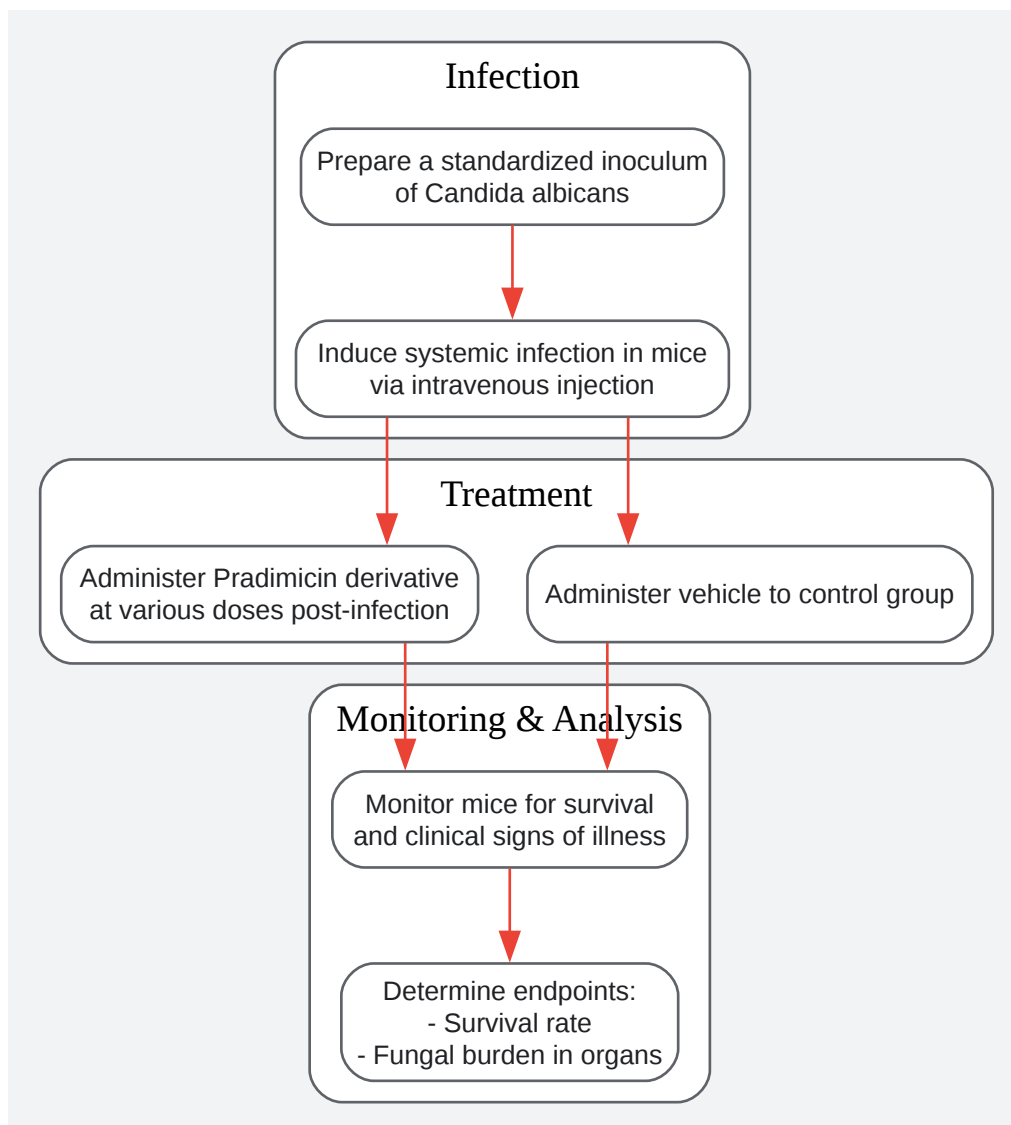 Infection
Prepare a standardized inoculum
of Candida albicans
Induce systemic infection in mice
via intravenous injection
Treatment
Administer Pradimicin derivative
at various doses post-infection
Administer vehicle to control group
Monitoring & Analysis
Monitor mice for survival
and clinical signs of illness
Determine endpoints:
- Survival rate
- Fungal burden in organs